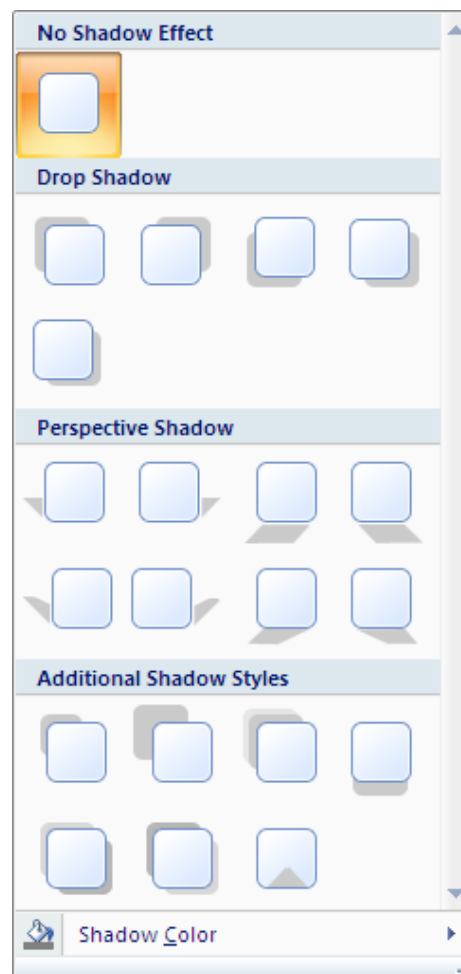 No Shadow Effect
Drop Shadow
Perspective Shadow
Additional Shadow Styles
Shadow Color